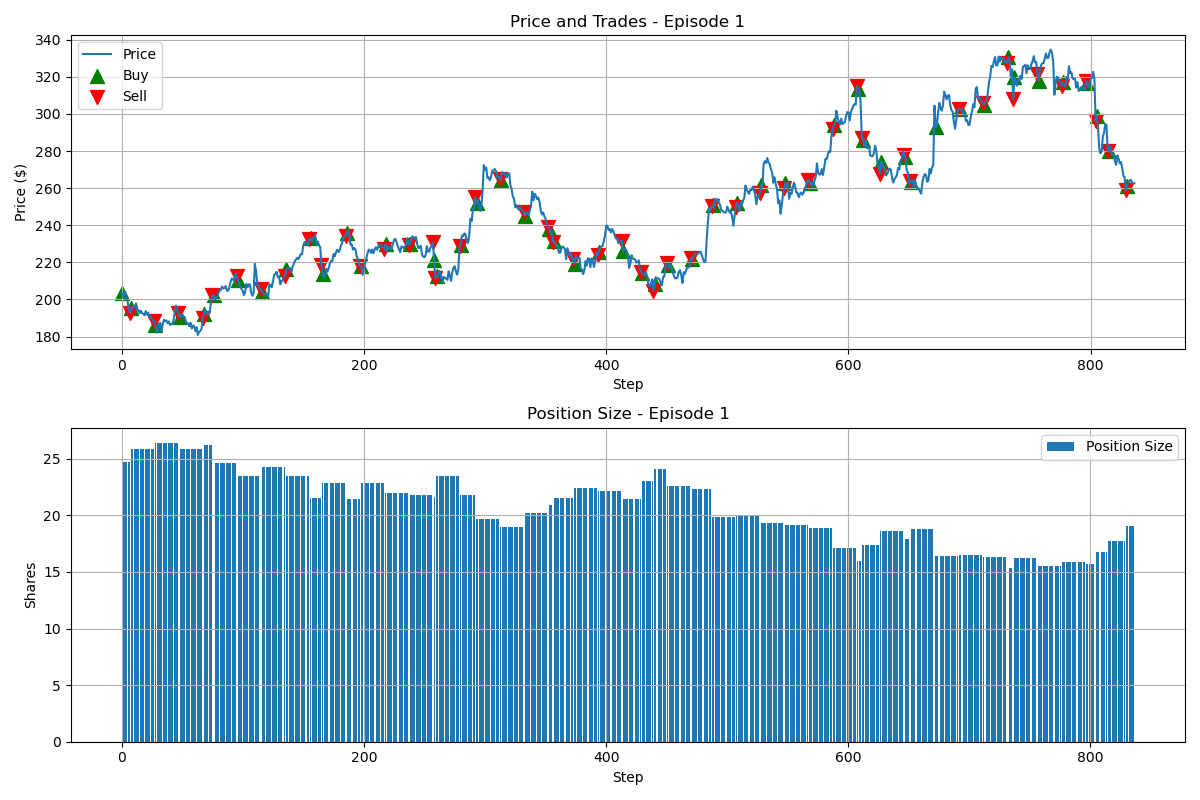 Price and Trades - Episode 1
340
320
300
280
260
240
220
200
180
Price ($)
Price
Buy
Sell
0 200 400 600 800
Step
Position Size - Episode 1
25
20
15
10
5
0
Shares
Position Size
0 200 400 600 800
Step